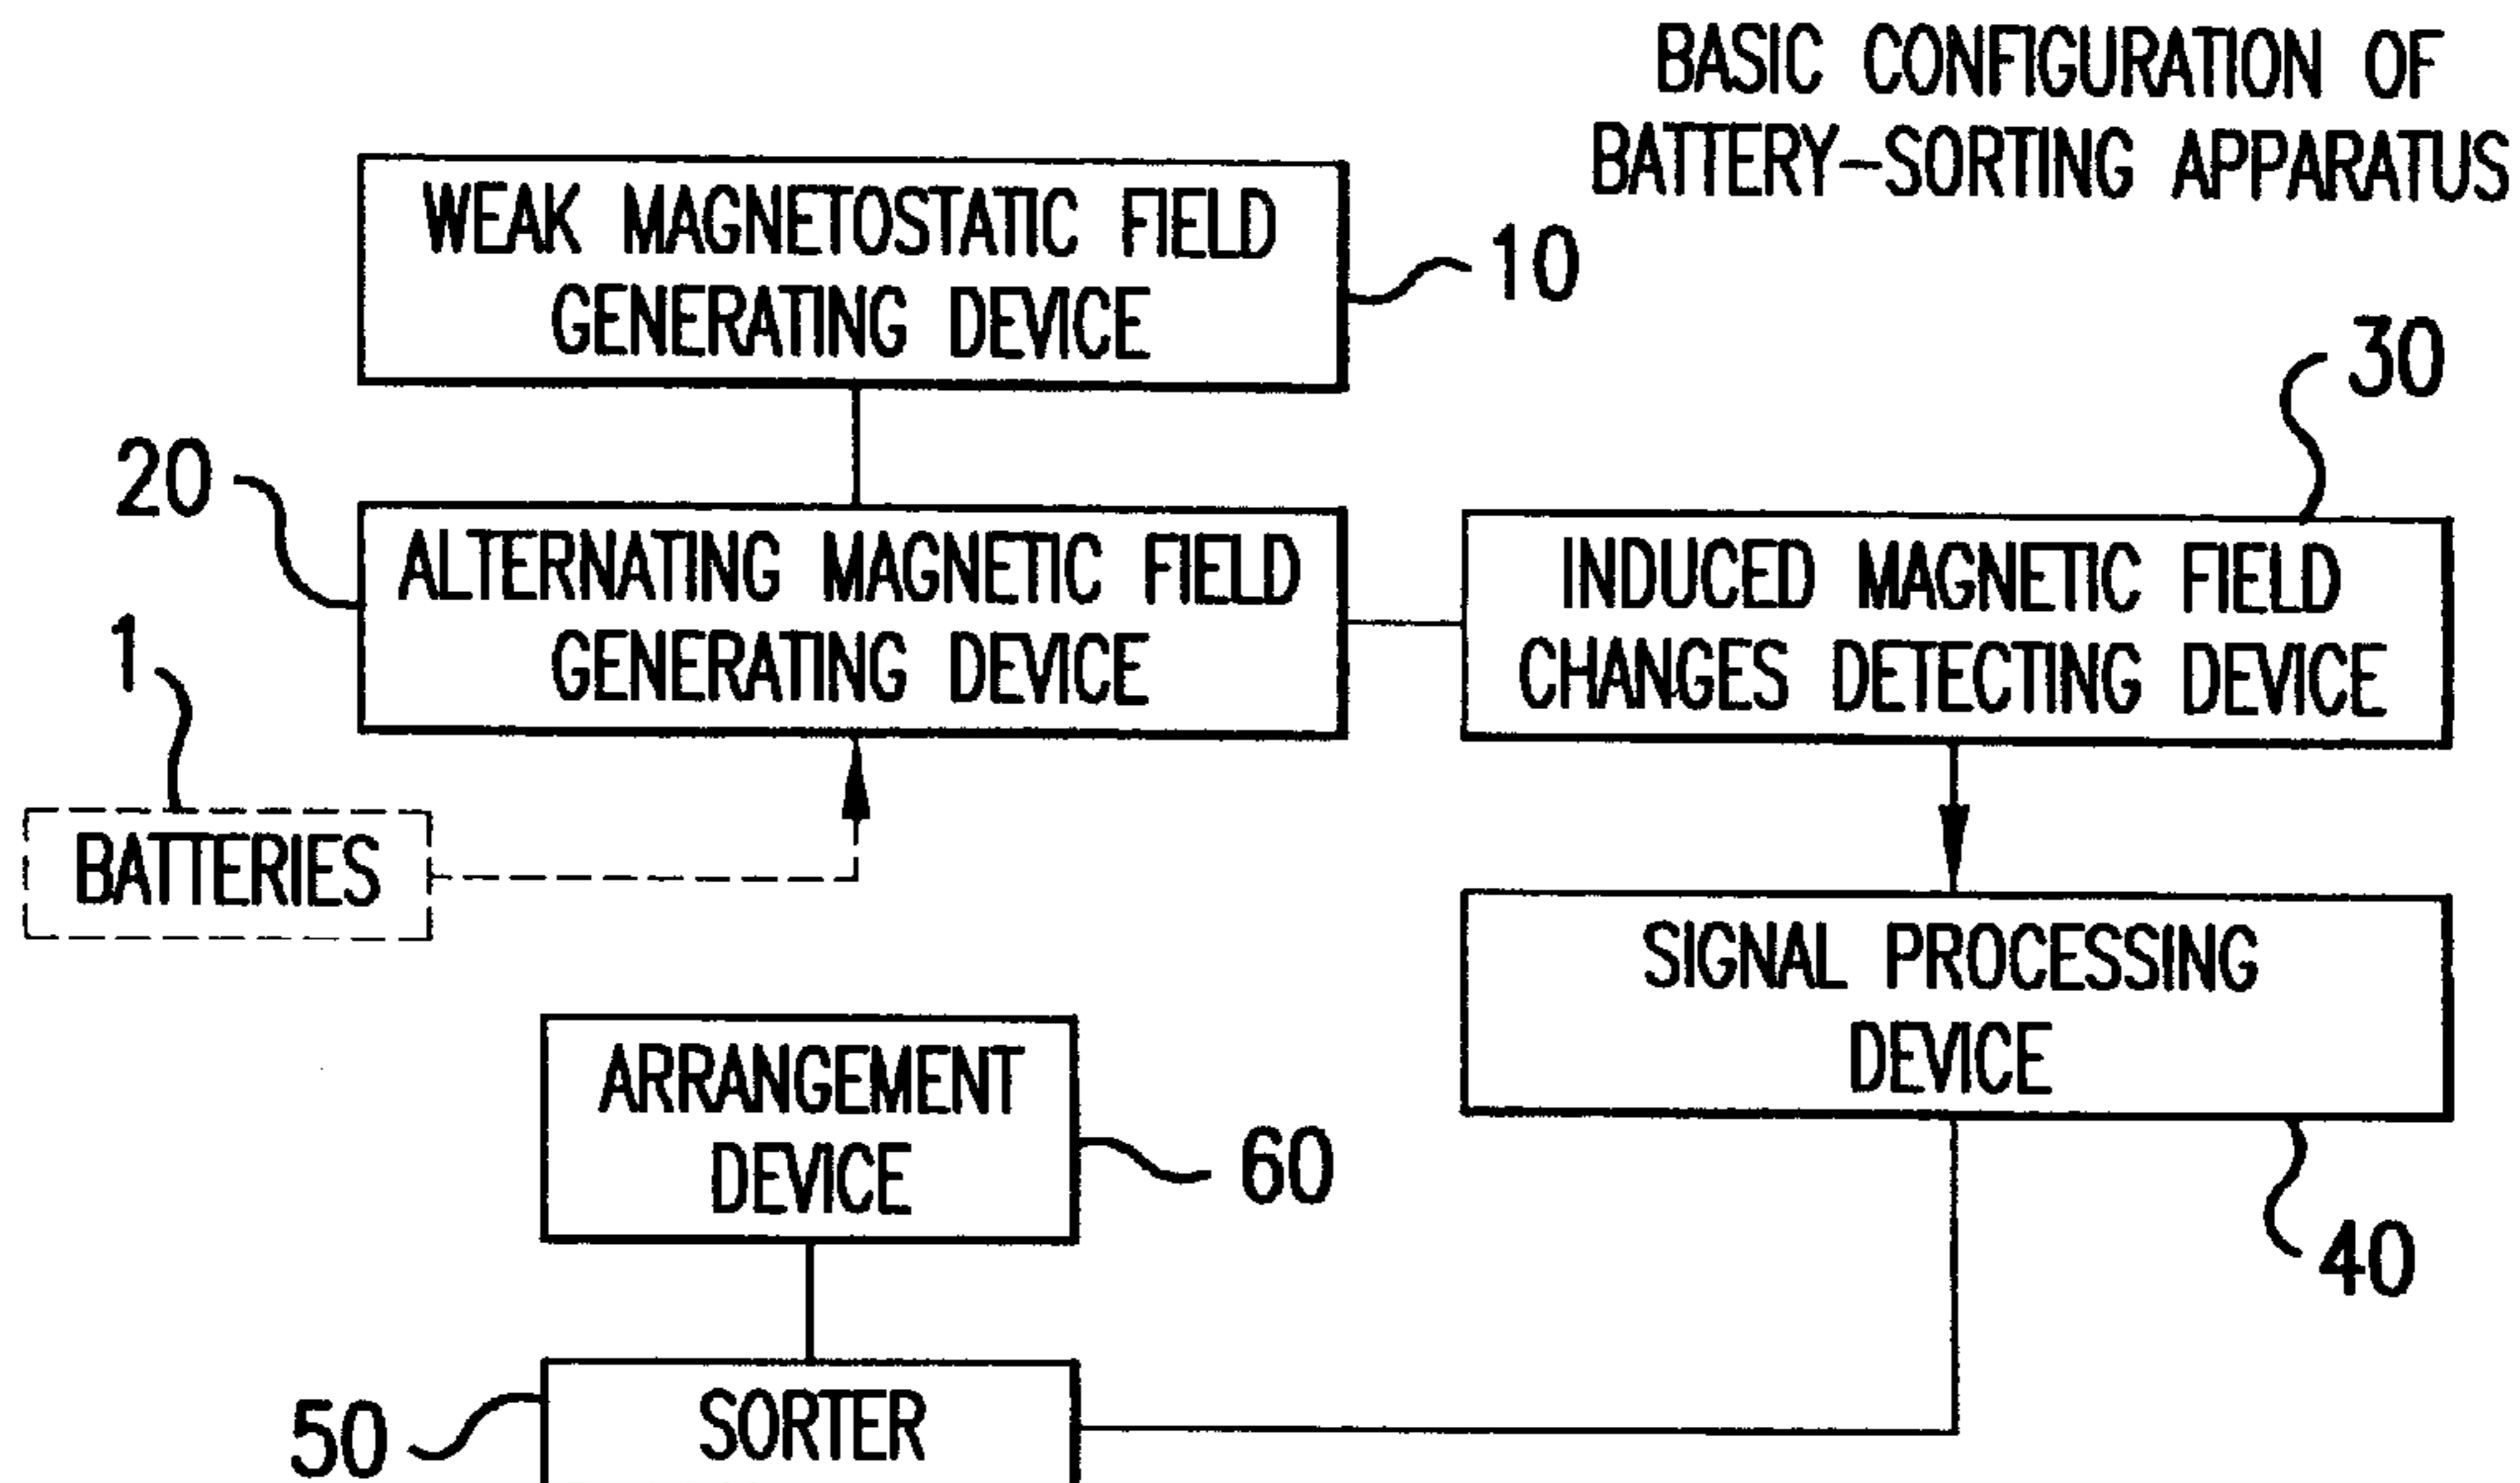 BASIC CONFIGURATION OF
BATTERY-SORTING APPARATUS
WEAK MAGNETOSTATIC FIELD
GENERATING DEVICE
10
30
20
ALTERNATING MAGNETIC FIELD
GENERATING DEVICE
INDUCED MAGNETIC FIELD
CHANGES DETECTING DEVICE
1
BATTERIES
SIGNAL PROCESSING
DEVICE
ARRANGEMENT
DEVICE
60
40
50
SORTER